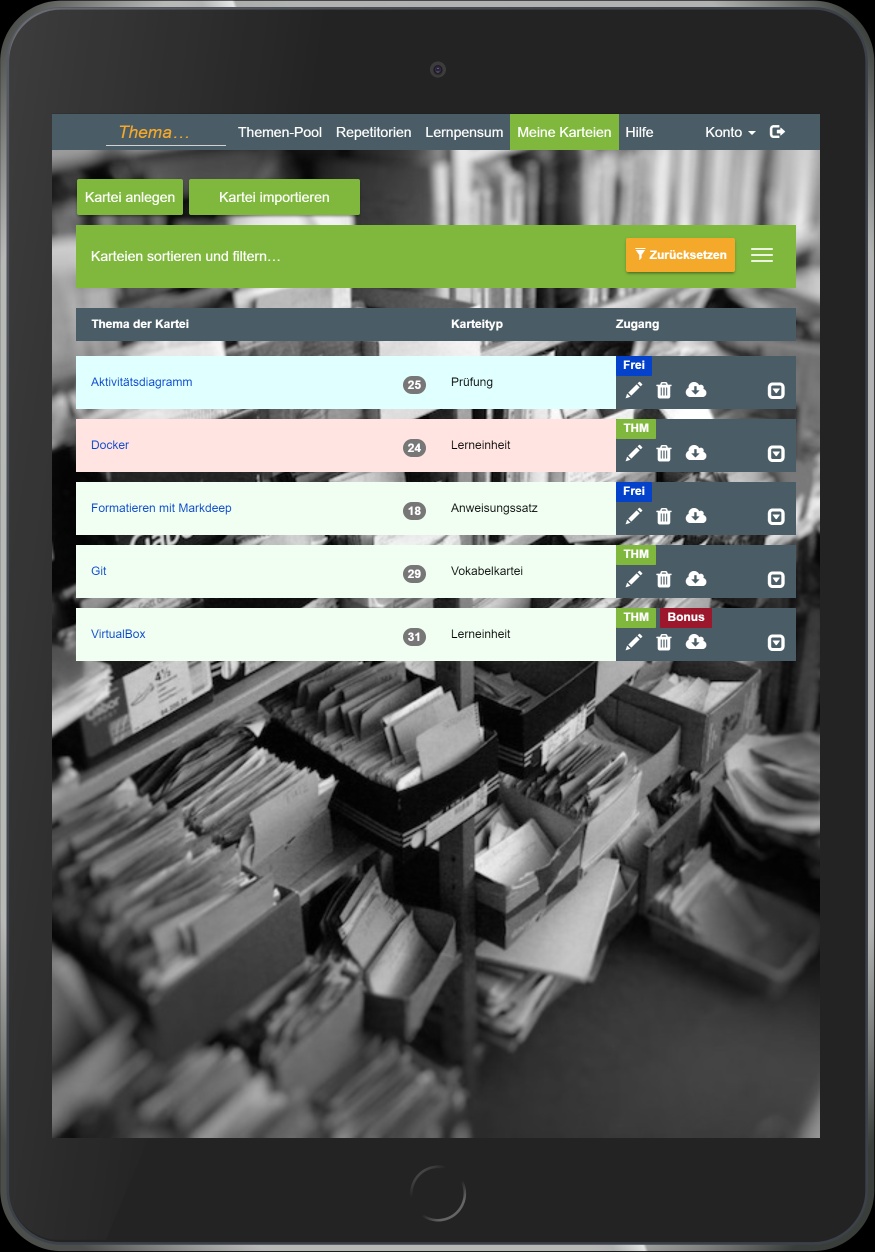 Thema… Themen-Pool Repetitorien Lernpensum Meine Karteien Hilfe Konto
Kartei anlegen Kartei importieren
Karteien sortieren und filtern… Zurücksetzen
Thema der Kartei Karteityp Zugang
Aktivitätsdiagramm 25 Prüfung Frei
Docker 24 Lerneinheit THM
Formatieren mit Markdeep 18 Anweisungssatz Frei
Git 29 Vokabelkartei THM
VirtualBox 31 Lerneinheit THM Bonus